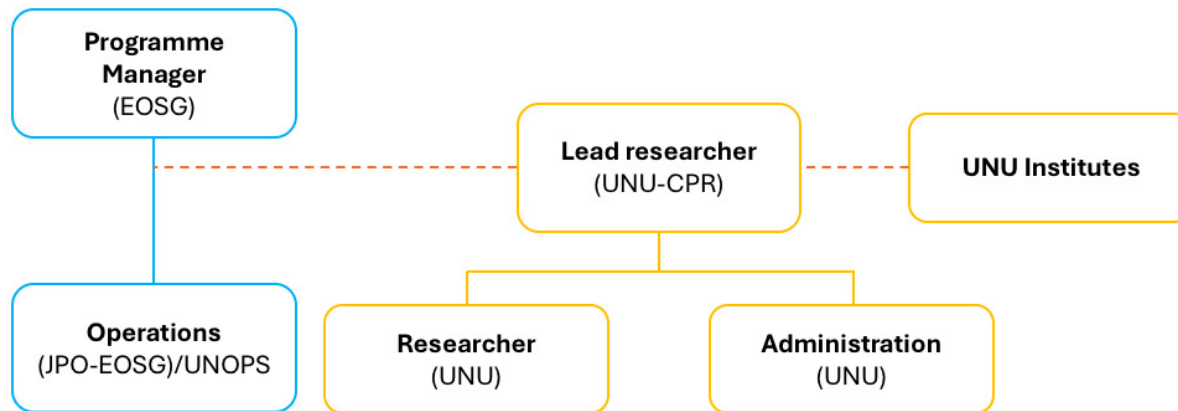 Programme
Manager
(EOSG)
Lead researcher
(UNU-CPR)
UNU Institutes
Operations
(JPO-EOSG)/UNOPS
Researcher
(UNU)
Administration
(UNU)